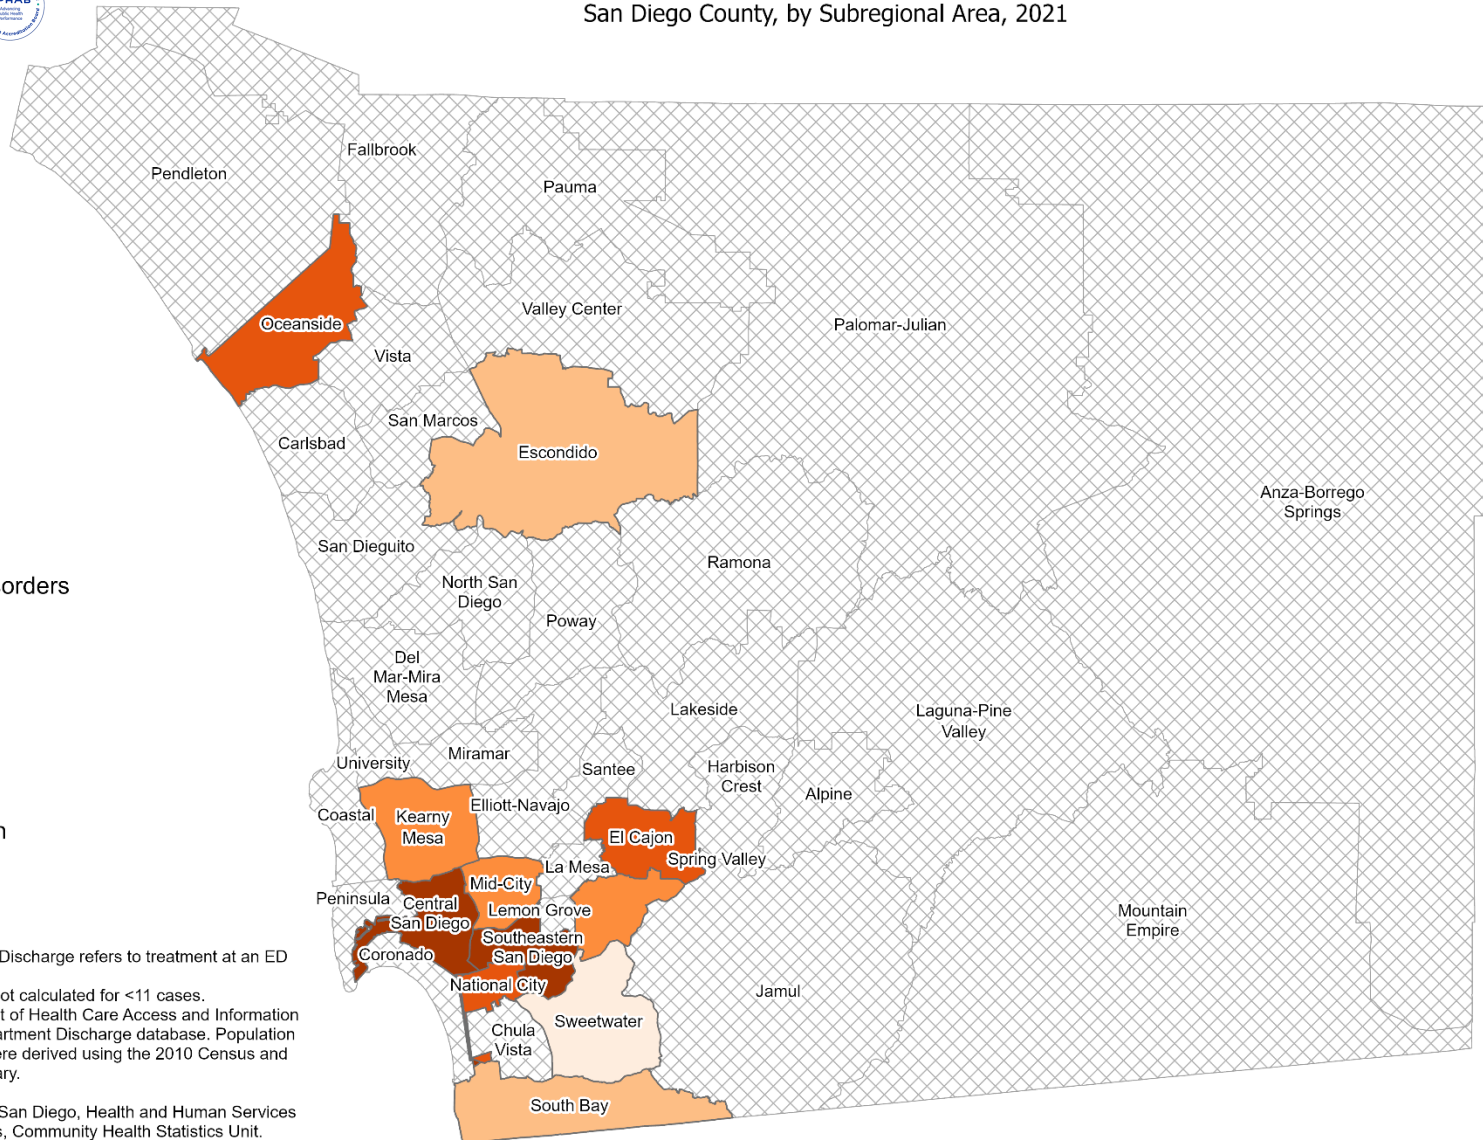 Advancing
Public Health
Performance
San Diego County, by Subregional Area, 2021
Fallbrook
Pendleton
Pauma
Valley Center
Oceanside
Palomar-Julian
Vista
San Marcos
Carlsbad
Escondido
Anza-Borrego
Springs
San Dieguito
Ramona
North San
Diego
orders
Poway
Del
Mar-Mira
Mesa
Lakeside
Laguna-Pine
Valley
Miramar
University
Santee
Harbison
Crest
Alpine
Elliott-Navajo
Coastal
Kearny
Mesa
n
El Cajon
La Mesa
Spring Valley
Mid-City
Peninsula
Central
San Diego
Lemon Grove
Mountain
Empire
Southeastern
San Diego
Coronado
Discharge refers to treatment at an ED
National City
Jamul
ot calculated for <11 cases.
t of Health Care Access and Information
artment Discharge database. Population
ere derived using the 2010 Census and
ary.
Sweetwater
Chula
Vista
San Diego, Health and Human Services
s, Community Health Statistics Unit.
South Bay